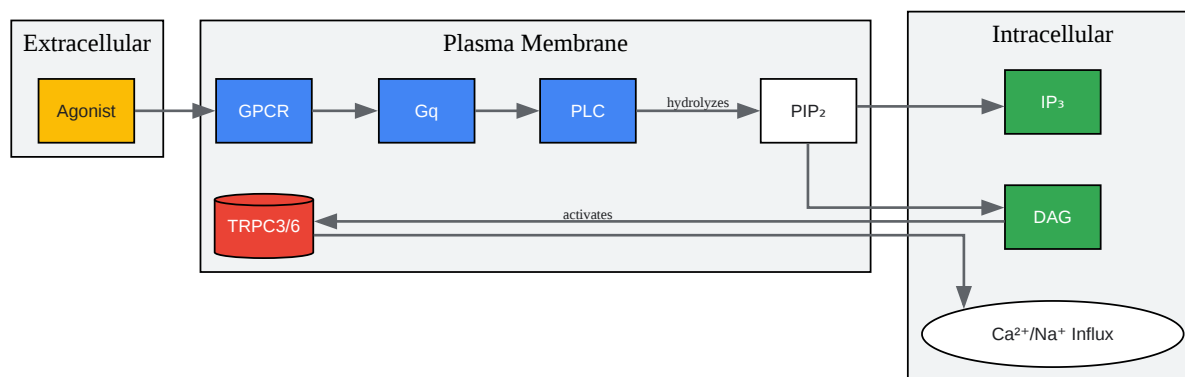 Extracellular
Plasma Membrane
Intracellular
Agonist
GPCR
Gq
PLC
hydrolyzes
PIP₂
IP₃
TRPC3/6
activates
DAG
Ca²⁺/Na⁺ Influx